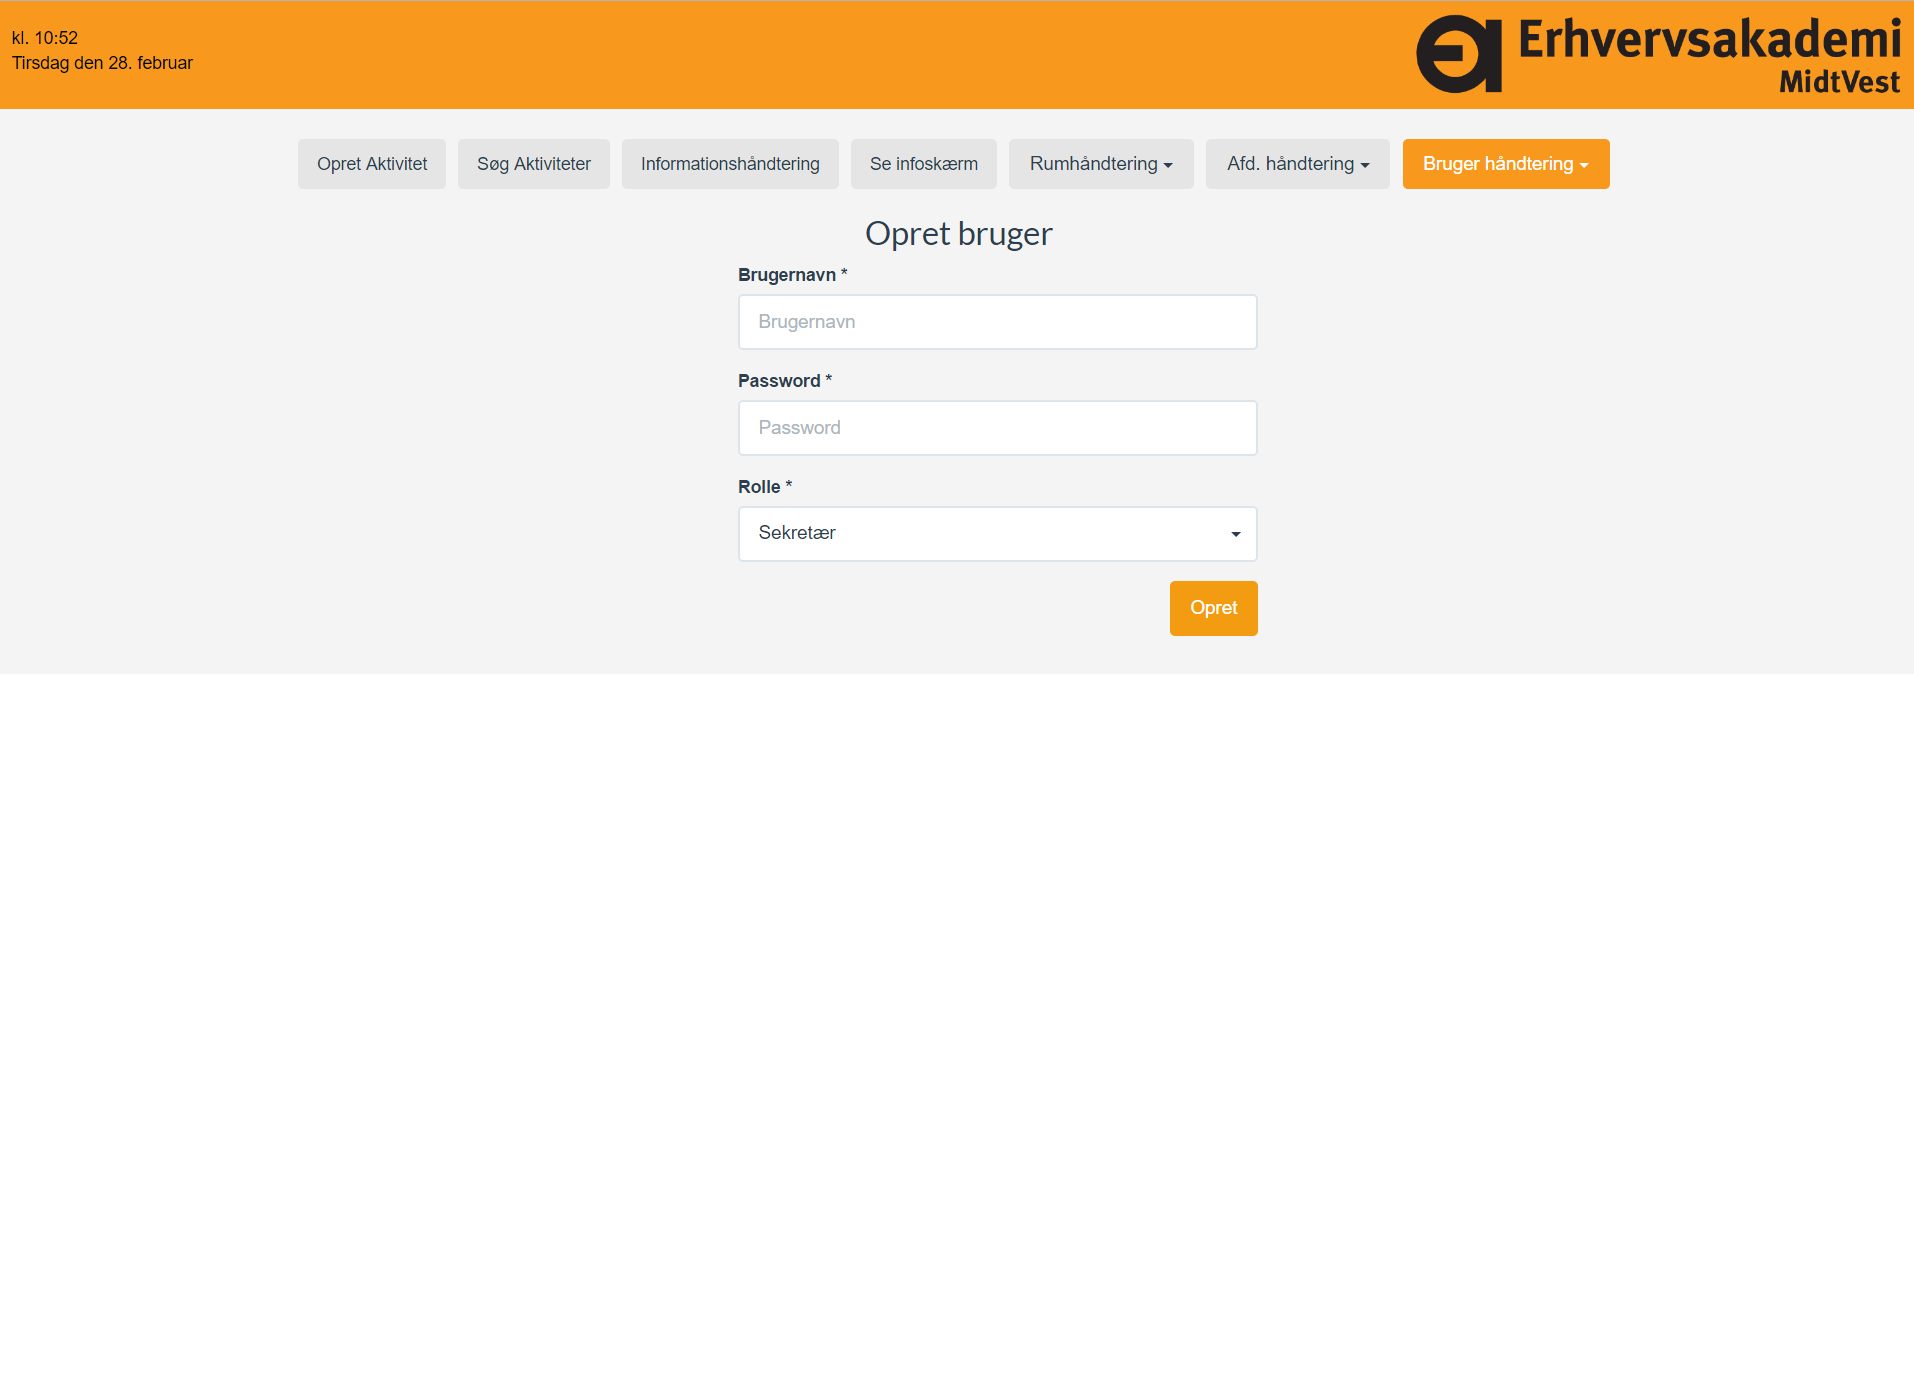 kl. 10:52
Tirsdag den 28. februar
Erhvervsakademi
MidtVest
Opret Aktivitet Søg Aktiviteter Informationshåndtering Se infoskærm Rumhåndtering Afd. håndtering Bruger håndtering
Opret bruger
Brugernavn *
Brugernavn
Password *
Password
Rolle *
Sekretær
Opret